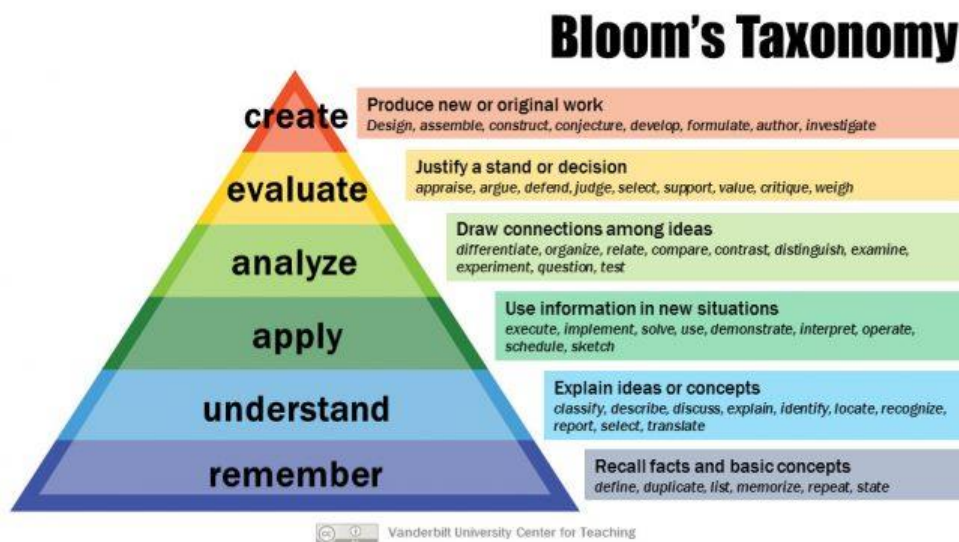 Bloom's Taxonomy
create
Produce new or original work
Design, assemble, construct, conjecture, develop, formulate, author, investigate
evaluate
Justify a stand or decision
appraise, argue, defend, judge, select, support, value, critique, weigh
analyze
Draw connections among ideas
differentiate, organize, relate, compare, contrast, distinguish, examine,
experiment, question, test
apply
Use information in new situations
execute, implement, solve, use, demonstrate, interpret, operate,
schedule, sketch
understand
Explain ideas or concepts
classify, describe, discuss, explain, identify, locate, recognize,
report, select, translate
remember
Recall facts and basic concepts
define, duplicate, list, memorize, repeat, state
cc
Vanderbilt University Center for Teaching